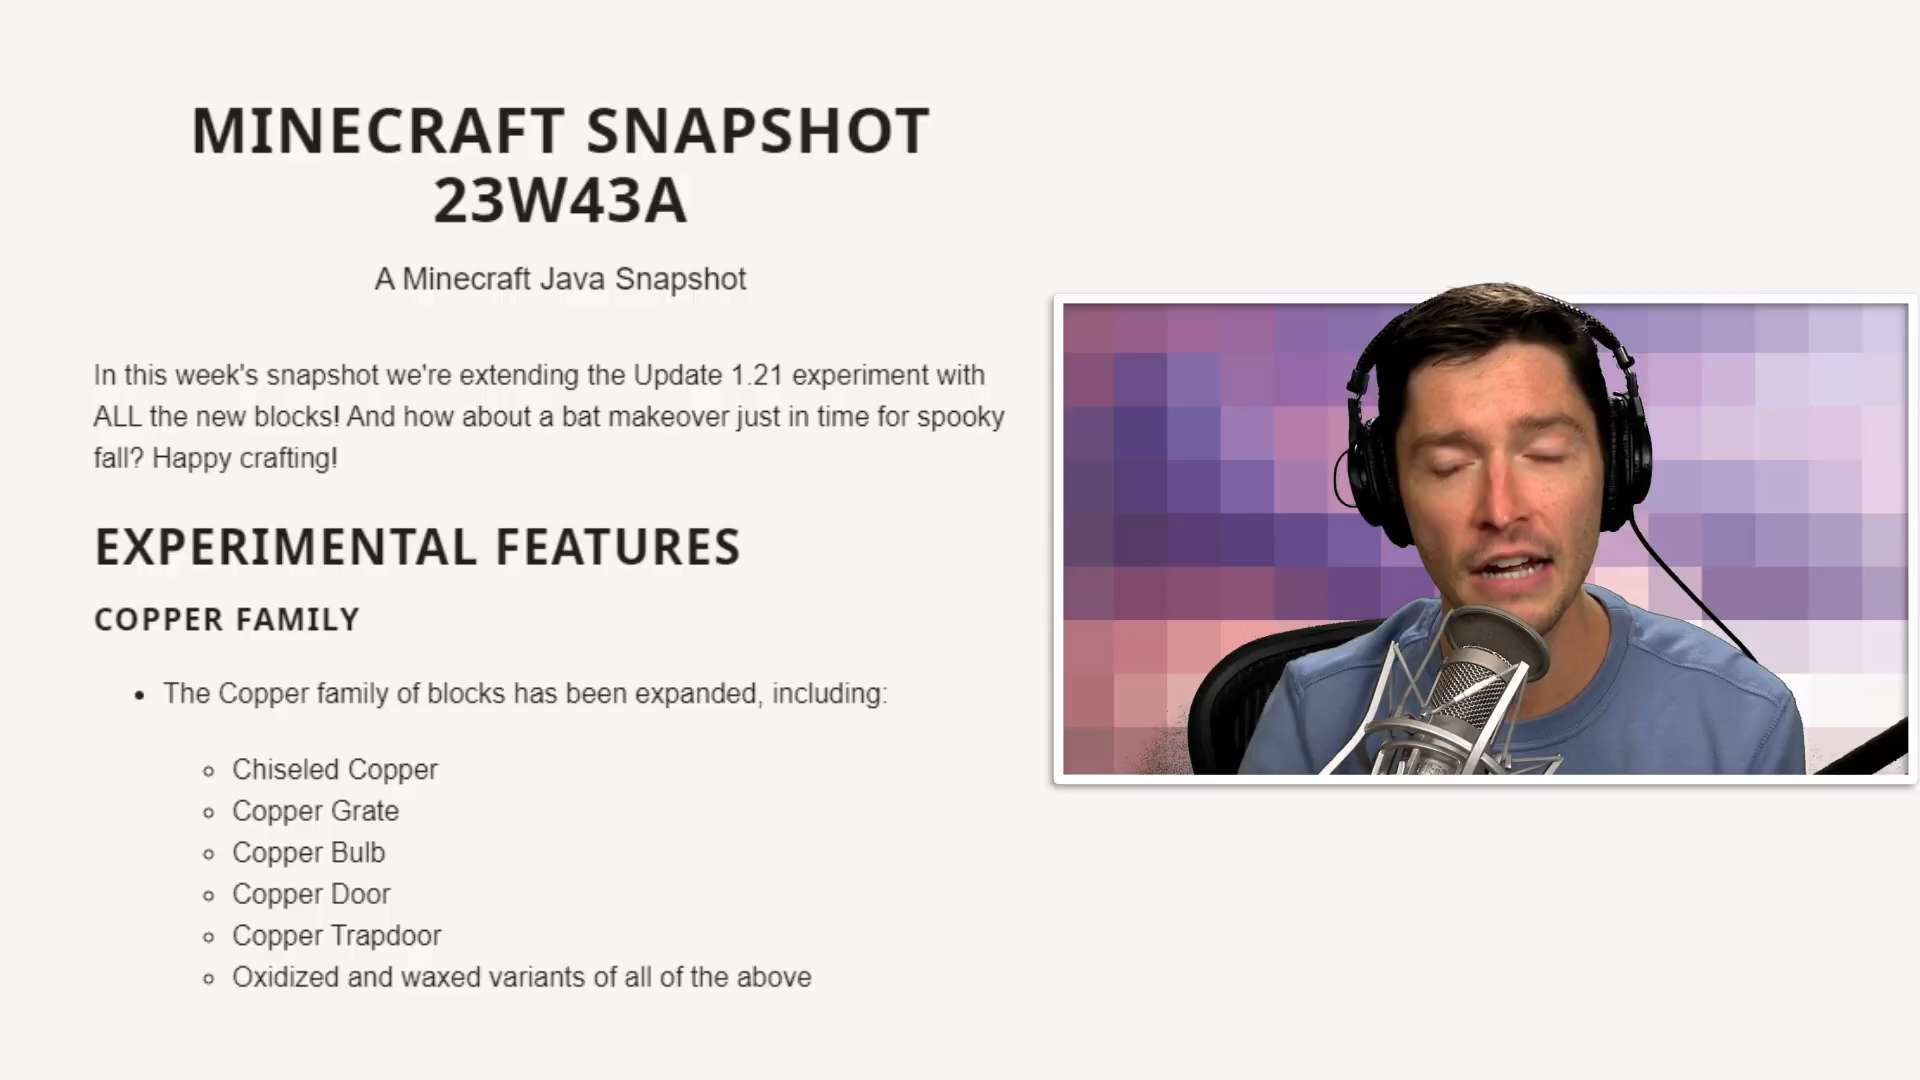 MINECRAFT SNAPSHOT
23W43A
A Minecraft Java Snapshot
In this week's snapshot we're extending the Update 1.21 experiment with
ALL the new blocks! And how about a bat makeover just in time for spooky
fall? Happy crafting!
EXPERIMENTAL FEATURES
COPPER FAMILY
• The Copper family of blocks has been expanded, including:
◦ Chiseled Copper
◦ Copper Grate
◦ Copper Bulb
◦ Copper Door
◦ Copper Trapdoor
◦ Oxidized and waxed variants of all of the above